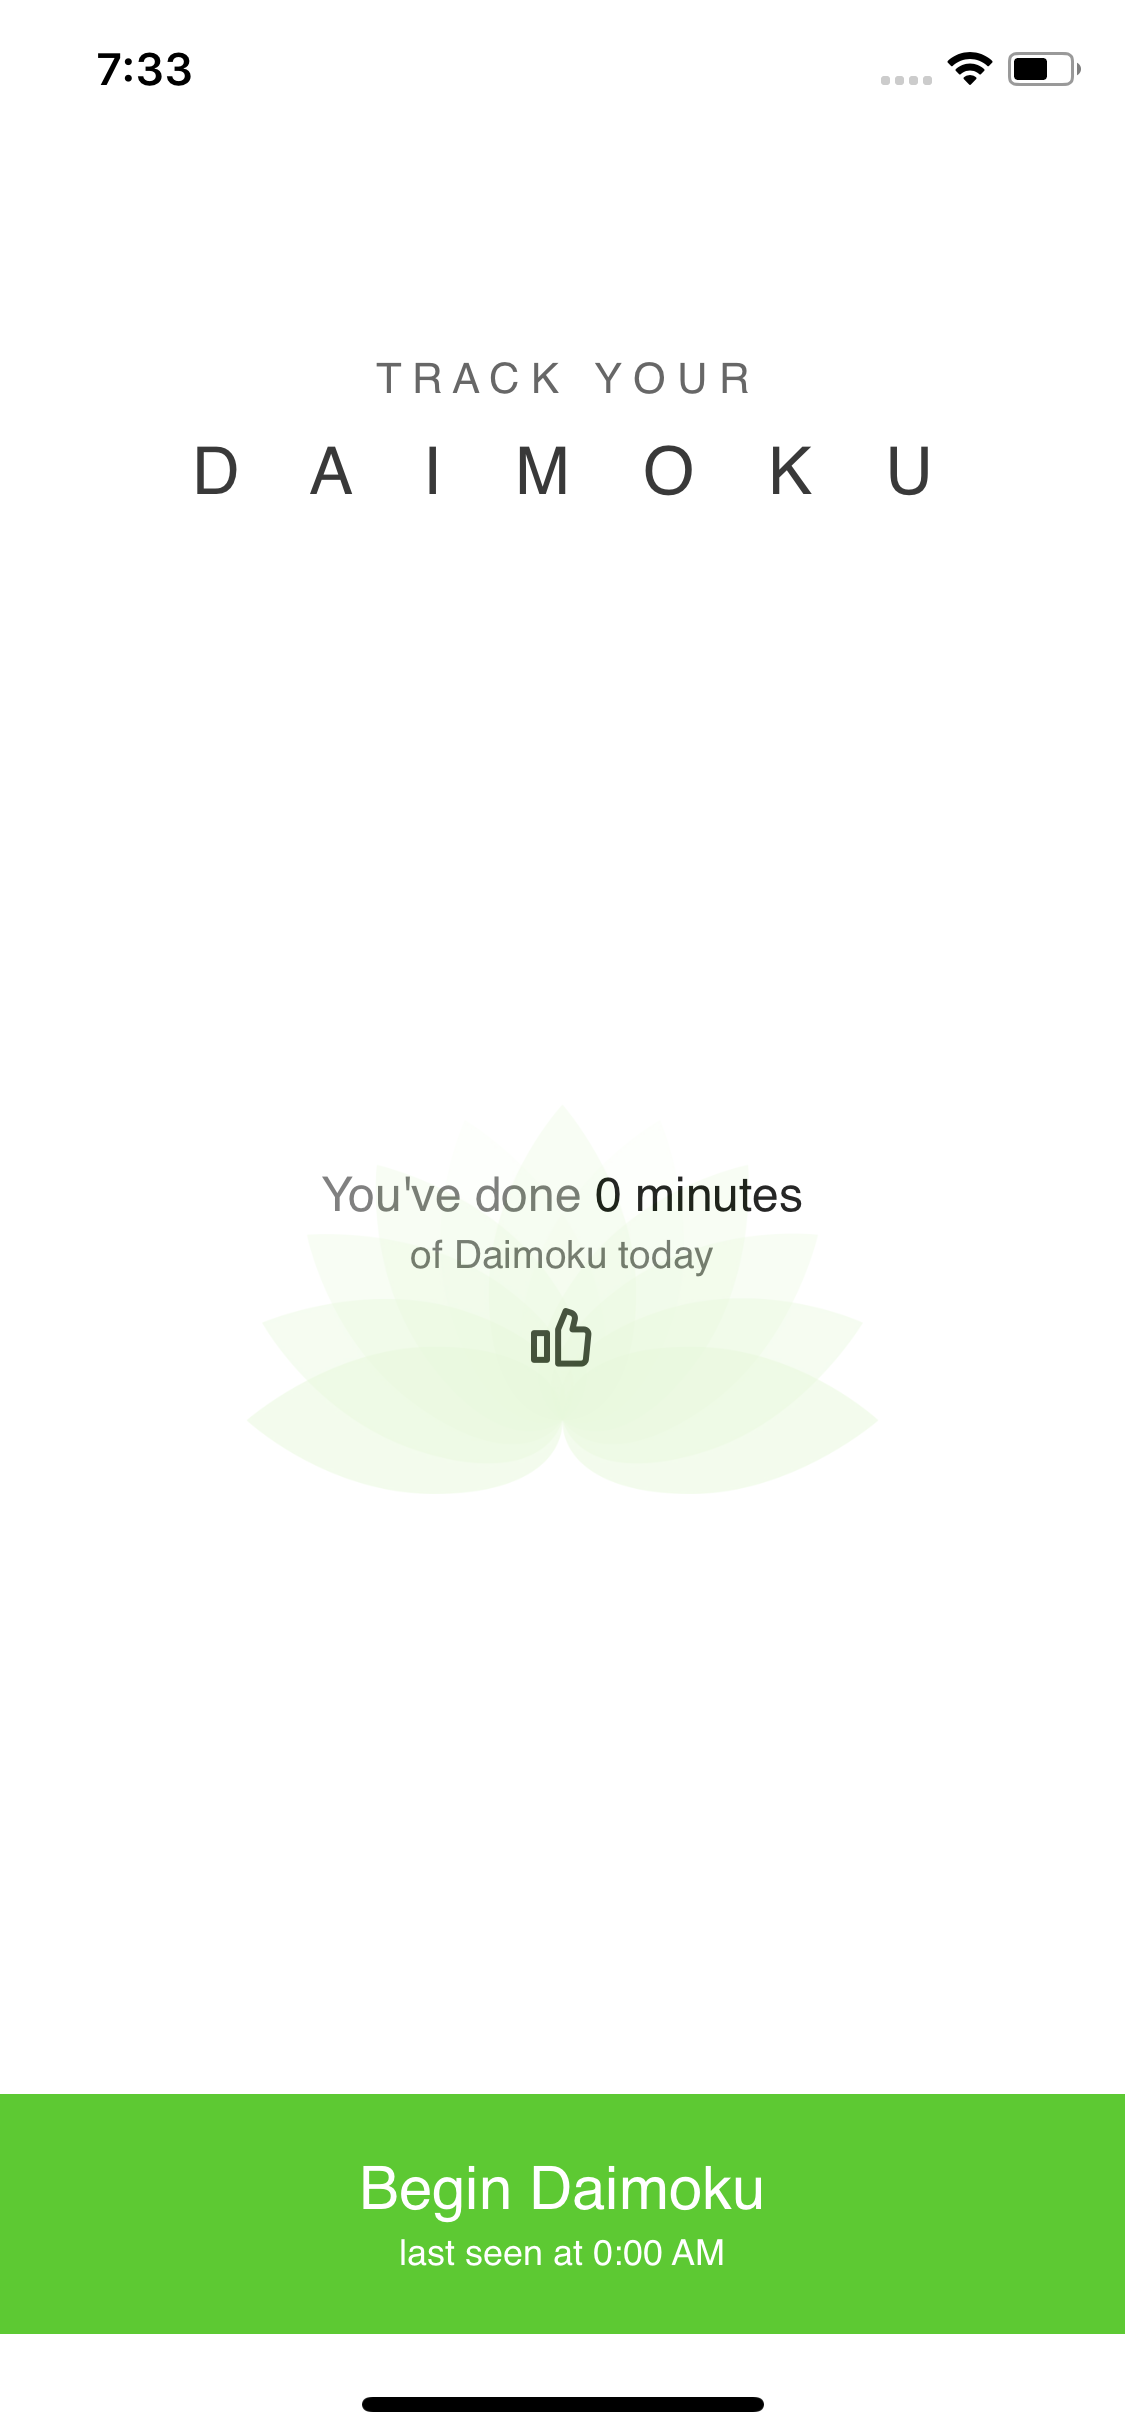 7:33
TRACK YOUR
DAIMOKU
You've done 0 minutes
of Daimoku today
Begin Daimoku
last seen at 0:00 AM